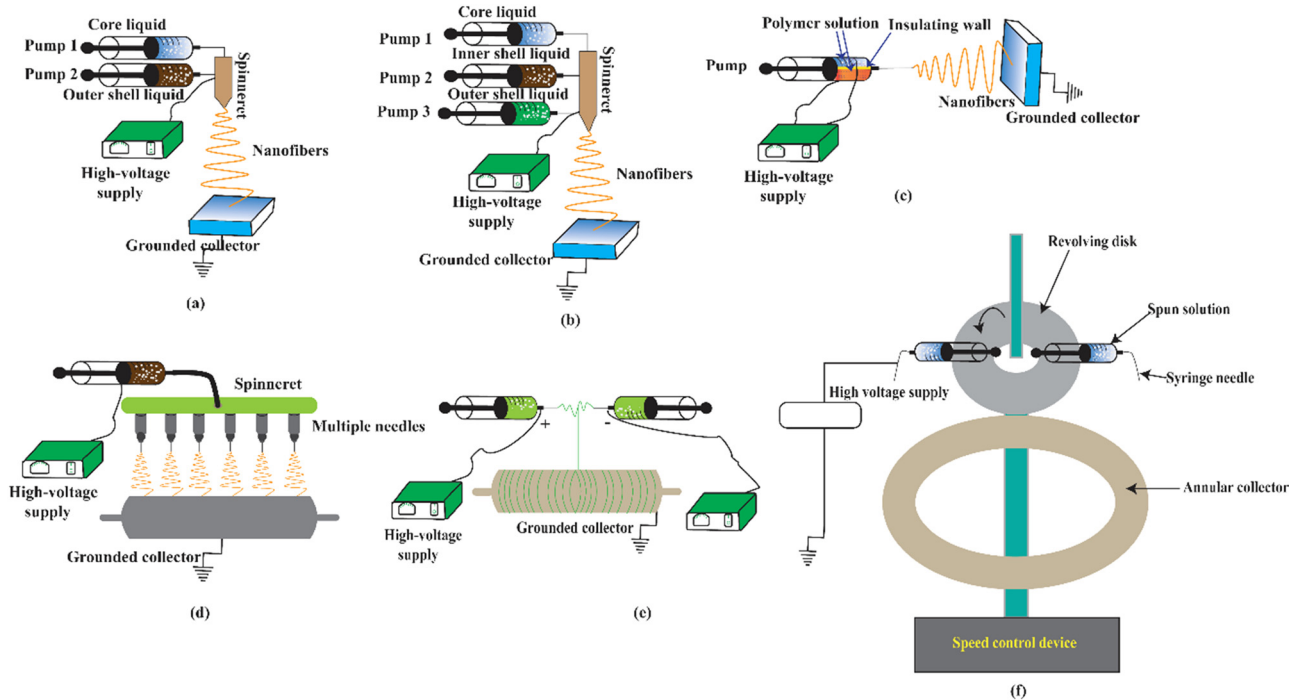 Core liquid
Pump 1
Pump 2
Outer shell liquid
Spinneret
High-voltage
supply
Nanofibers
Grounded collector
(a)
Core liquid
Pump 1
Inner shell liquid
Pump 2
Outer shell liquid
Pump 3
Spinneret
High-voltage
supply
Nanofibers
Grounded collector
(b)
Polymer solution
Insulating wall
Pump
Nanofibers
Grounded collector
High-voltage
supply
(c)
Spinneret
Multiple needles
High-voltage
supply
Grounded collector
(d)
+
-
High-voltage
supply
Grounded collector
(e)
Revolving disk
Spun solution
High voltage supply
Syringe needle
Annular collector
Speed control device
(f)